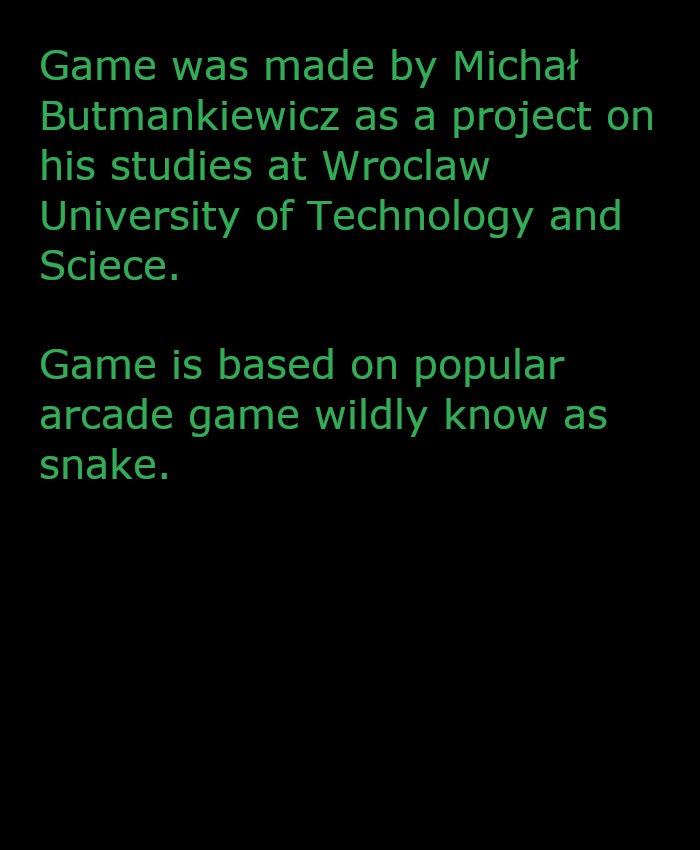 Game was made by Michał
Butmankiewicz as a project on
his studies at Wroclaw
University of Technology and
Sciece.
Game is based on popular
arcade game wildly know as
snake.